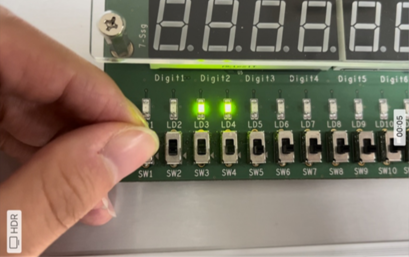 7-Seg
Digit1 Digit2 Digit3 Digit4 Digit5 Digit6
LD2 LD3 LD4 LD5 LD6 LD7 LD8 LD9 LD10
SW1 SW2 SW3 SW4 SW5 SW6 SW7 SW8 SW9 SW10
00:05
HDR